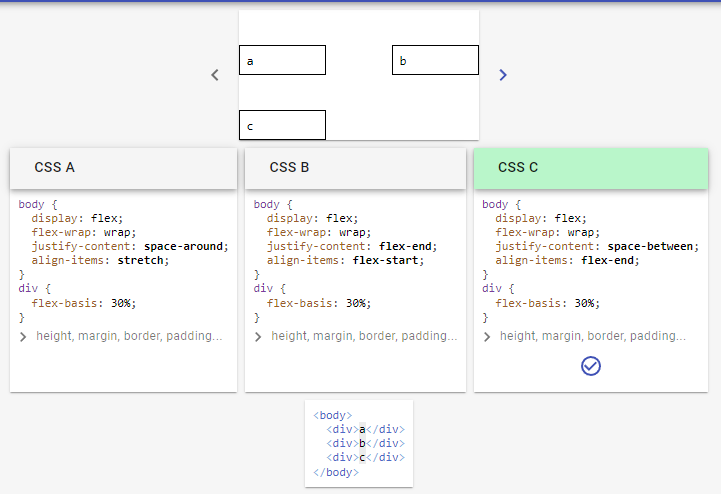 a
b
c
CSS A
body {
display: flex;
flex-wrap: wrap;
justify-content: space-around;
align-items: stretch;
}
div {
flex-basis: 30%;
}
height, margin, border, padding...
CSS B
body {
display: flex;
flex-wrap: wrap;
justify-content: flex-end;
align-items: flex-start;
}
div {
flex-basis: 30%;
}
height, margin, border, padding...
CSS C
body {
display: flex;
flex-wrap: wrap;
justify-content: space-between;
align-items: flex-end;
}
div {
flex-basis: 30%;
}
height, margin, border, padding...
<body>
<div>a</div>
<div>b</div>
<div>c</div>
</body>